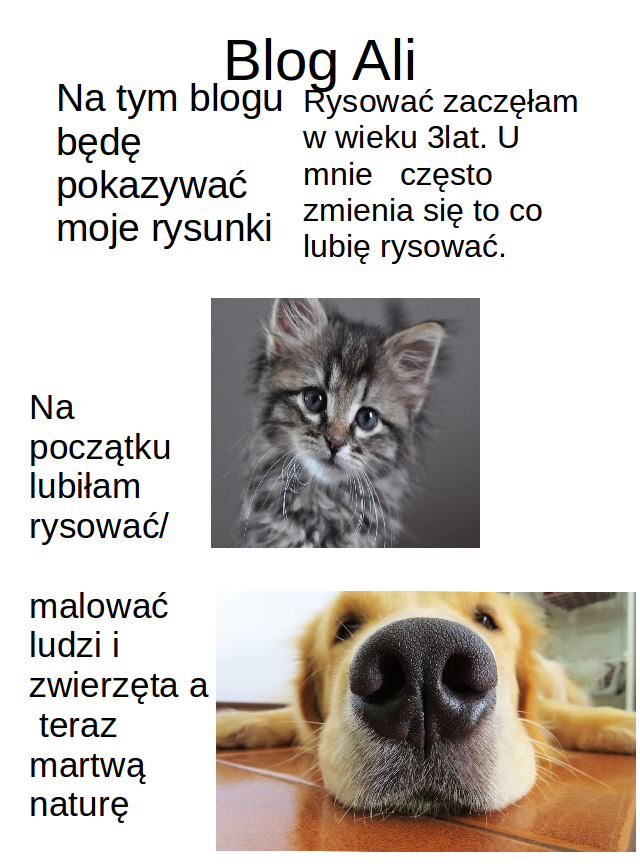 Blog Ali
Na tym blogu
będę
pokazywać
moje rysunki
Rysować zaczęłam
w wieku 3lat. U
mnie   często
zmienia się to co
lubię rysować.
Na
początku
lubiłam
rysować/
malować
ludzi i
zwierzęta a
teraz
martwą
naturę